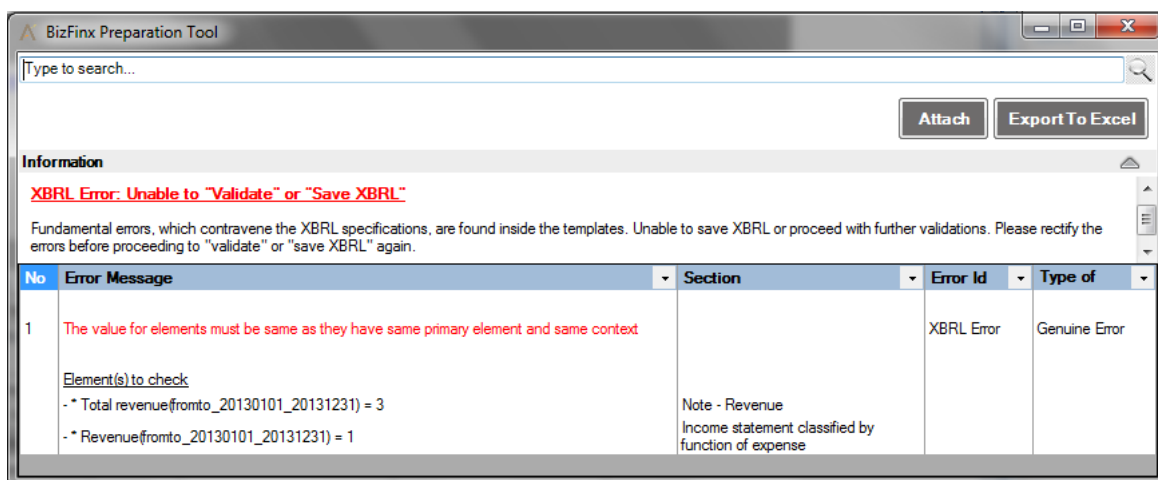 BizFinx Preparation Tool
Type to search...
Attach Export To Excel
Information
XBRL Error: Unable to "Validate" or "Save XBRL"
Fundamental errors, which contravene the XBRL specifications, are found inside the templates. Unable to save XBRL or proceed with further validations. Please rectify the
errors before proceeding to "validate" or "save XBRL" again.
No Error Message Section Error Id Type of
1 The value for elements must be same as they have same primary element and same context XBRL Error Genuine Error
Element(s) to check
- * Total revenue(fromto_20130101_20131231) = 3 Note - Revenue
- * Revenue(fromto_20130101_20131231) = 1 Income statement classified by
function of expense